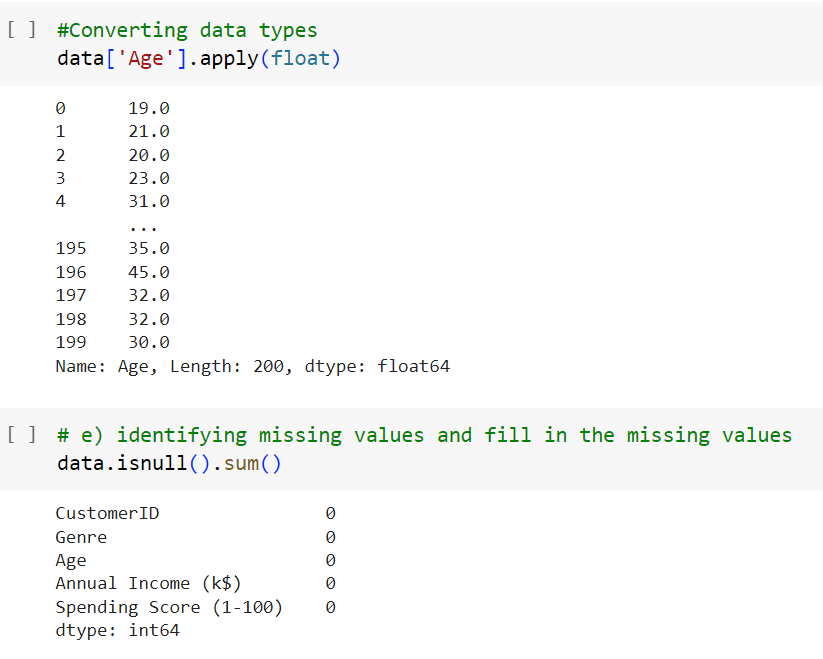 [ ] #Converting data types
data['Age'].apply(float)
0 19.0
1 21.0
2 20.0
3 23.0
4 31.0
...
195 35.0
196 45.0
197 32.0
198 32.0
199 30.0
Name: Age, Length: 200, dtype: float64
[ ] # e) identifying missing values and fill in the missing values
data.isnull().sum()
CustomerID 0
Genre 0
Age 0
Annual Income (k$) 0
Spending Score (1-100) 0
dtype: int64